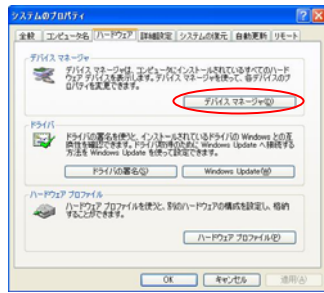 システムのプロパティ
全般 コンピュータ名 ハードウェア 詳細設定 システムの復元 自動更新 リモート
デバイス マネージャ
デバイス マネージャは、コンピュータにインストールされているすべてのハード
ウェア デバイスを表示します。デバイス マネージャを使って、各デバイスのプ
ロパティを変更できます。
デバイス マネージャ(D)
ドライバ
ドライバの署名を使うと、インストールされているドライバの Windows との互
換性を確認できます。ドライバ取得のために Windows Update へ接続する
方法を Windows Update を使って設定できます。
ドライバの署名(S) Windows Update(W)
ハードウェア プロファイル
ハードウェア プロファイルを使うと、別のハードウェアの構成を設定し、格納
することができます。
ハードウェア プロファイル(P)
OK キャンセル 適用(A)